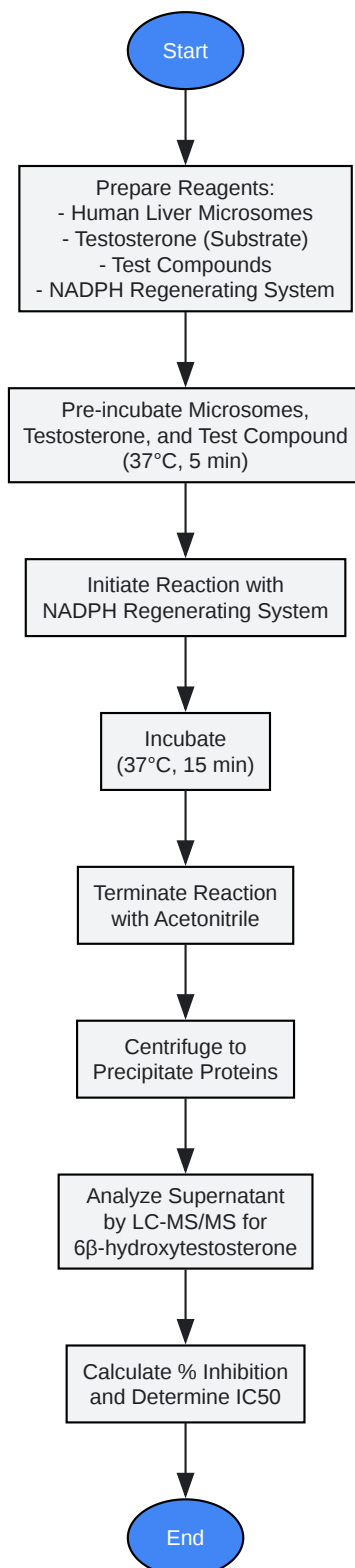 Start
Prepare Reagents:
- Human Liver Microsomes
- Testosterone (Substrate)
- Test Compounds
- NADPH Regenerating System
Pre-incubate Microsomes,
Testosterone, and Test Compound
(37°C, 5 min)
Initiate Reaction with
NADPH Regenerating System
Incubate
(37°C, 15 min)
Terminate Reaction
with Acetonitrile
Centrifuge to
Precipitate Proteins
Analyze Supernatant
by LC-MS/MS for
6β-hydroxytestosterone
Calculate % Inhibition
and Determine IC50
End